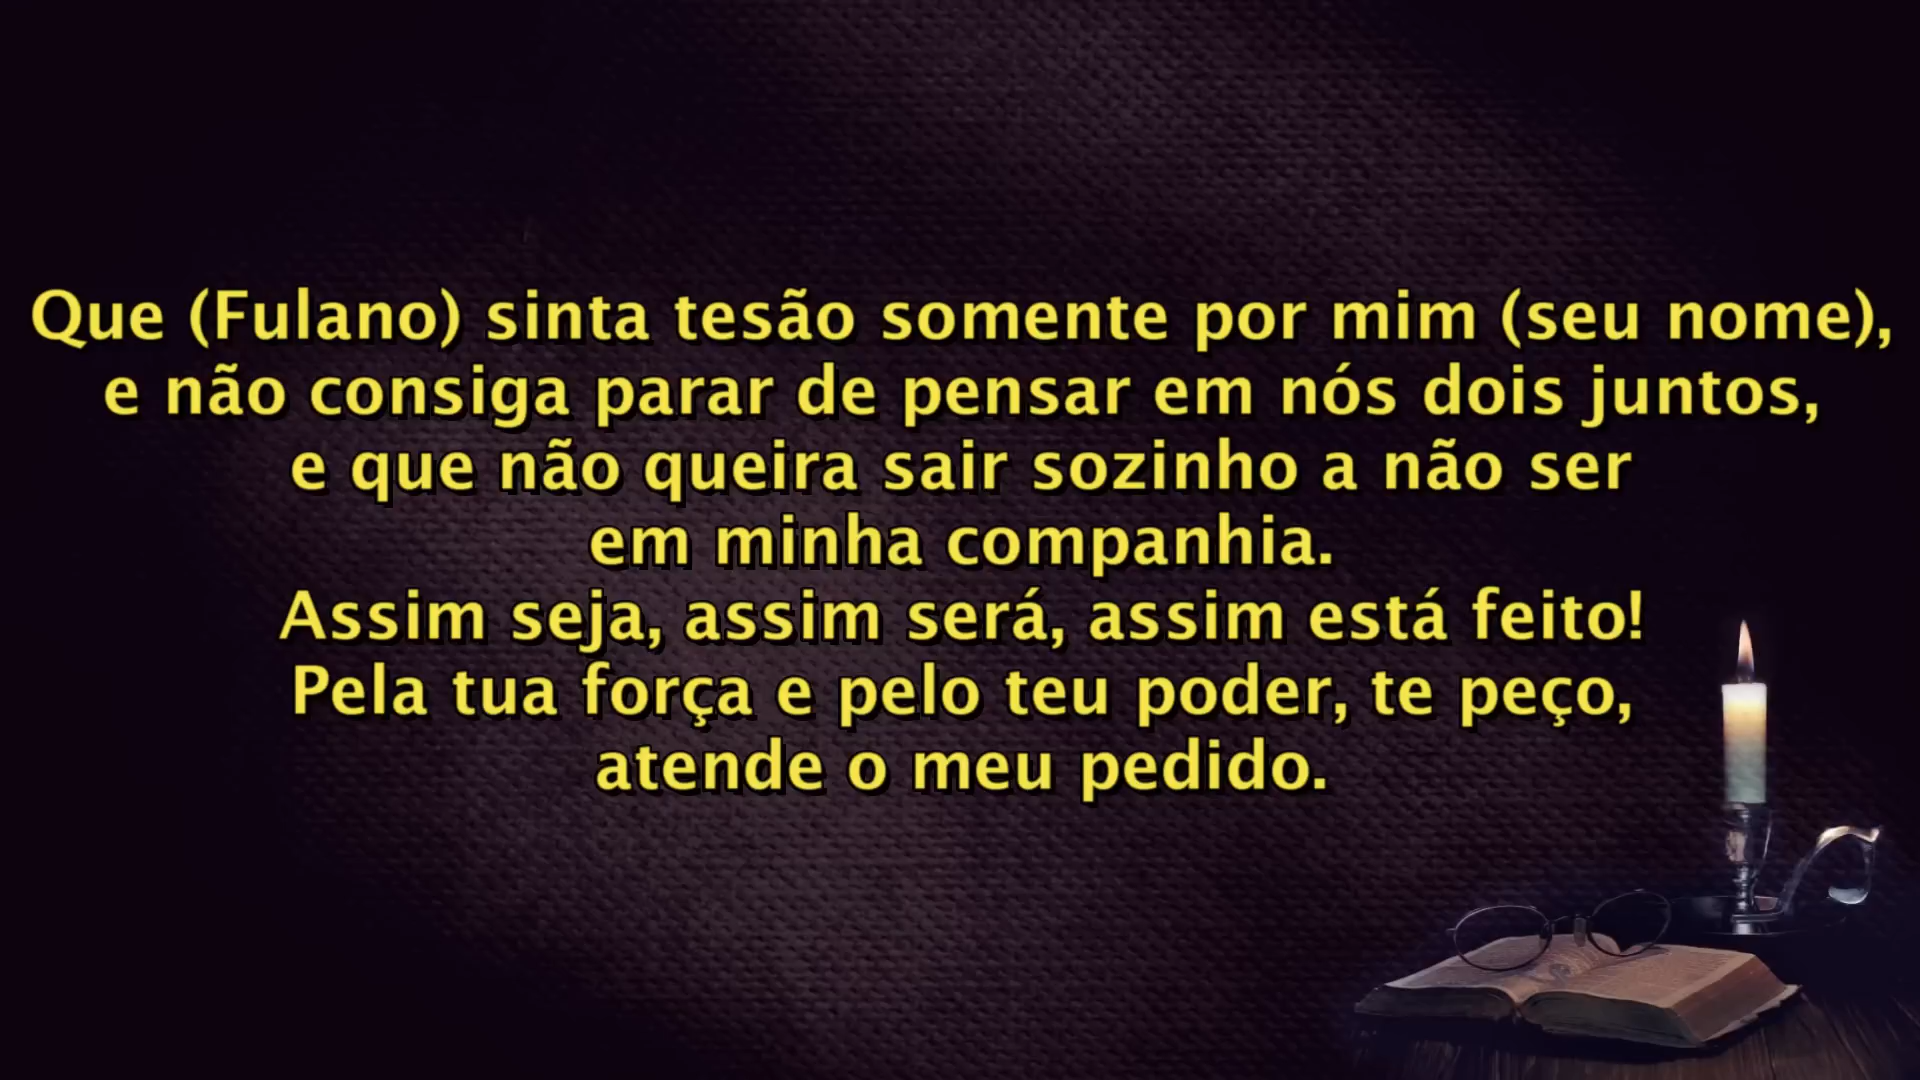 Que (Fulano) sinta tesão somente por mim (seu nome),
e não consiga parar de pensar em nós dois juntos,
e que não queira sair sozinho a não ser
em minha companhia.
Assim seja, assim será, assim está feito!
Pela tua força e pelo teu poder, te peço,
atende o meu pedido.